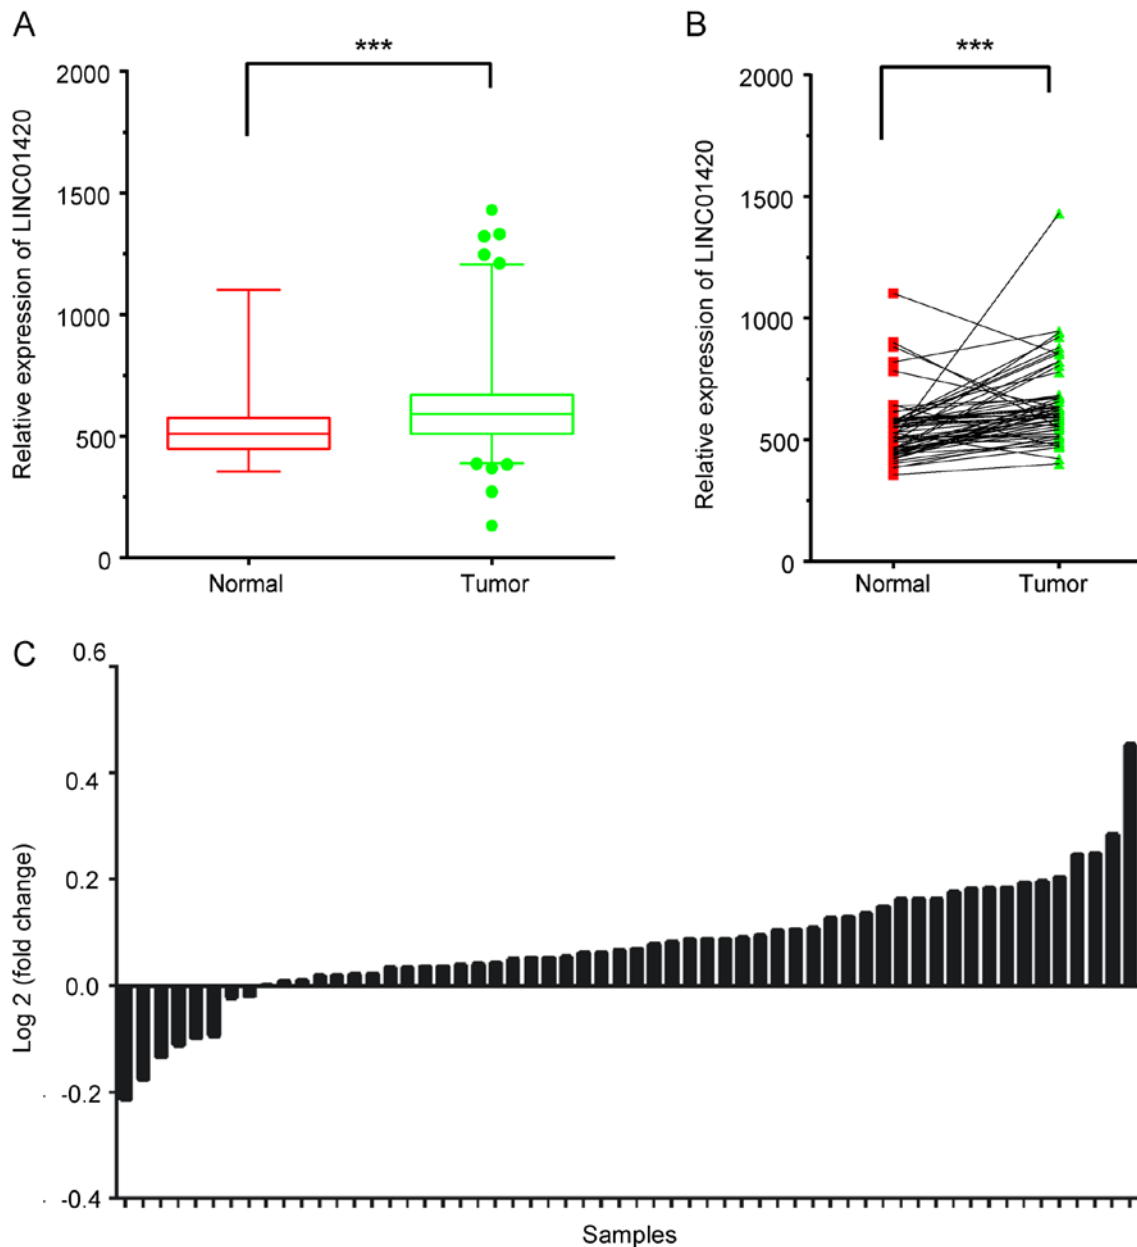 A
***
Relative expression of LINC01420
2000
1500
1000
500
0
Normal
Tumor
B
***
Relative expression of LINC01420
2000
1500
1000
500
0
Normal
Tumor
C
Log 2 (fold change)
0.6
0.4
0.2
0.0
-0.2
-0.4
Samples